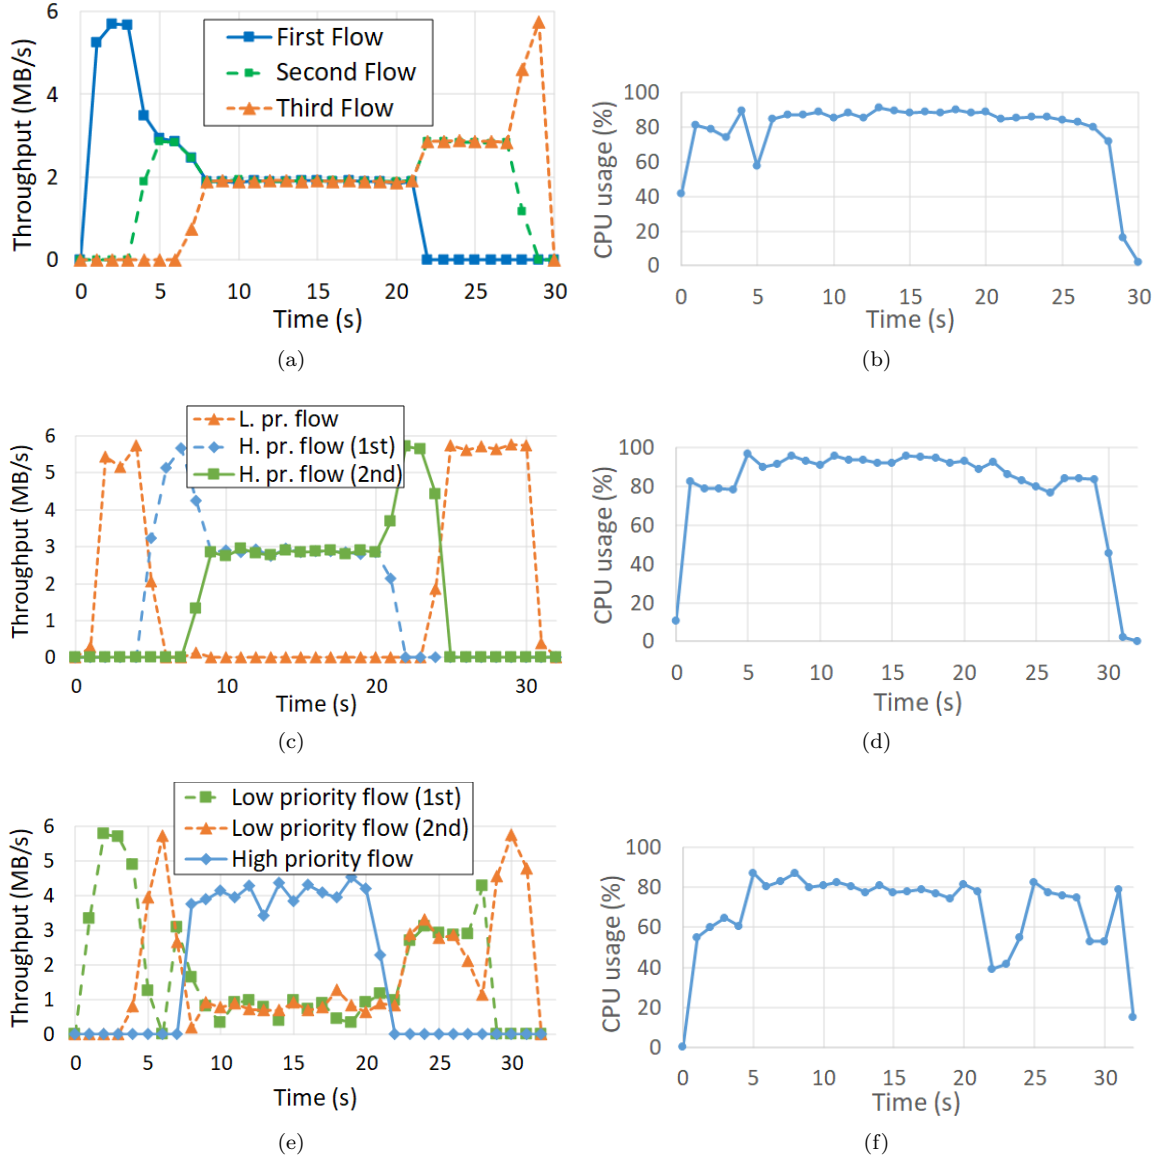 First Flow
Second Flow
Third Flow
Throughput (MB/s)
6
4
2
0
0 5 10 15 20 25 30
Time (s)
(a)
CPU usage (%)
100
80
60
40
20
0
0 5 10 15 20 25 30
Time (s)
(b)
L. pr. flow
H. pr. flow (1st)
H. pr. flow (2nd)
Throughput (MB/s)
6
5
4
3
2
1
0
0 10 20 30
Time (s)
(c)
CPU usage (%)
100
80
60
40
20
0
0 5 10 15 20 25 30
Time (s)
(d)
Low priority flow (1st)
Low priority flow (2nd)
High priority flow
Throughput (MB/s)
6
5
4
3
2
1
0
0 5 10 15 20 25 30
Time (s)
(e)
CPU usage (%)
100
80
60
40
20
0
0 5 10 15 20 25 30
Time (s)
(f)